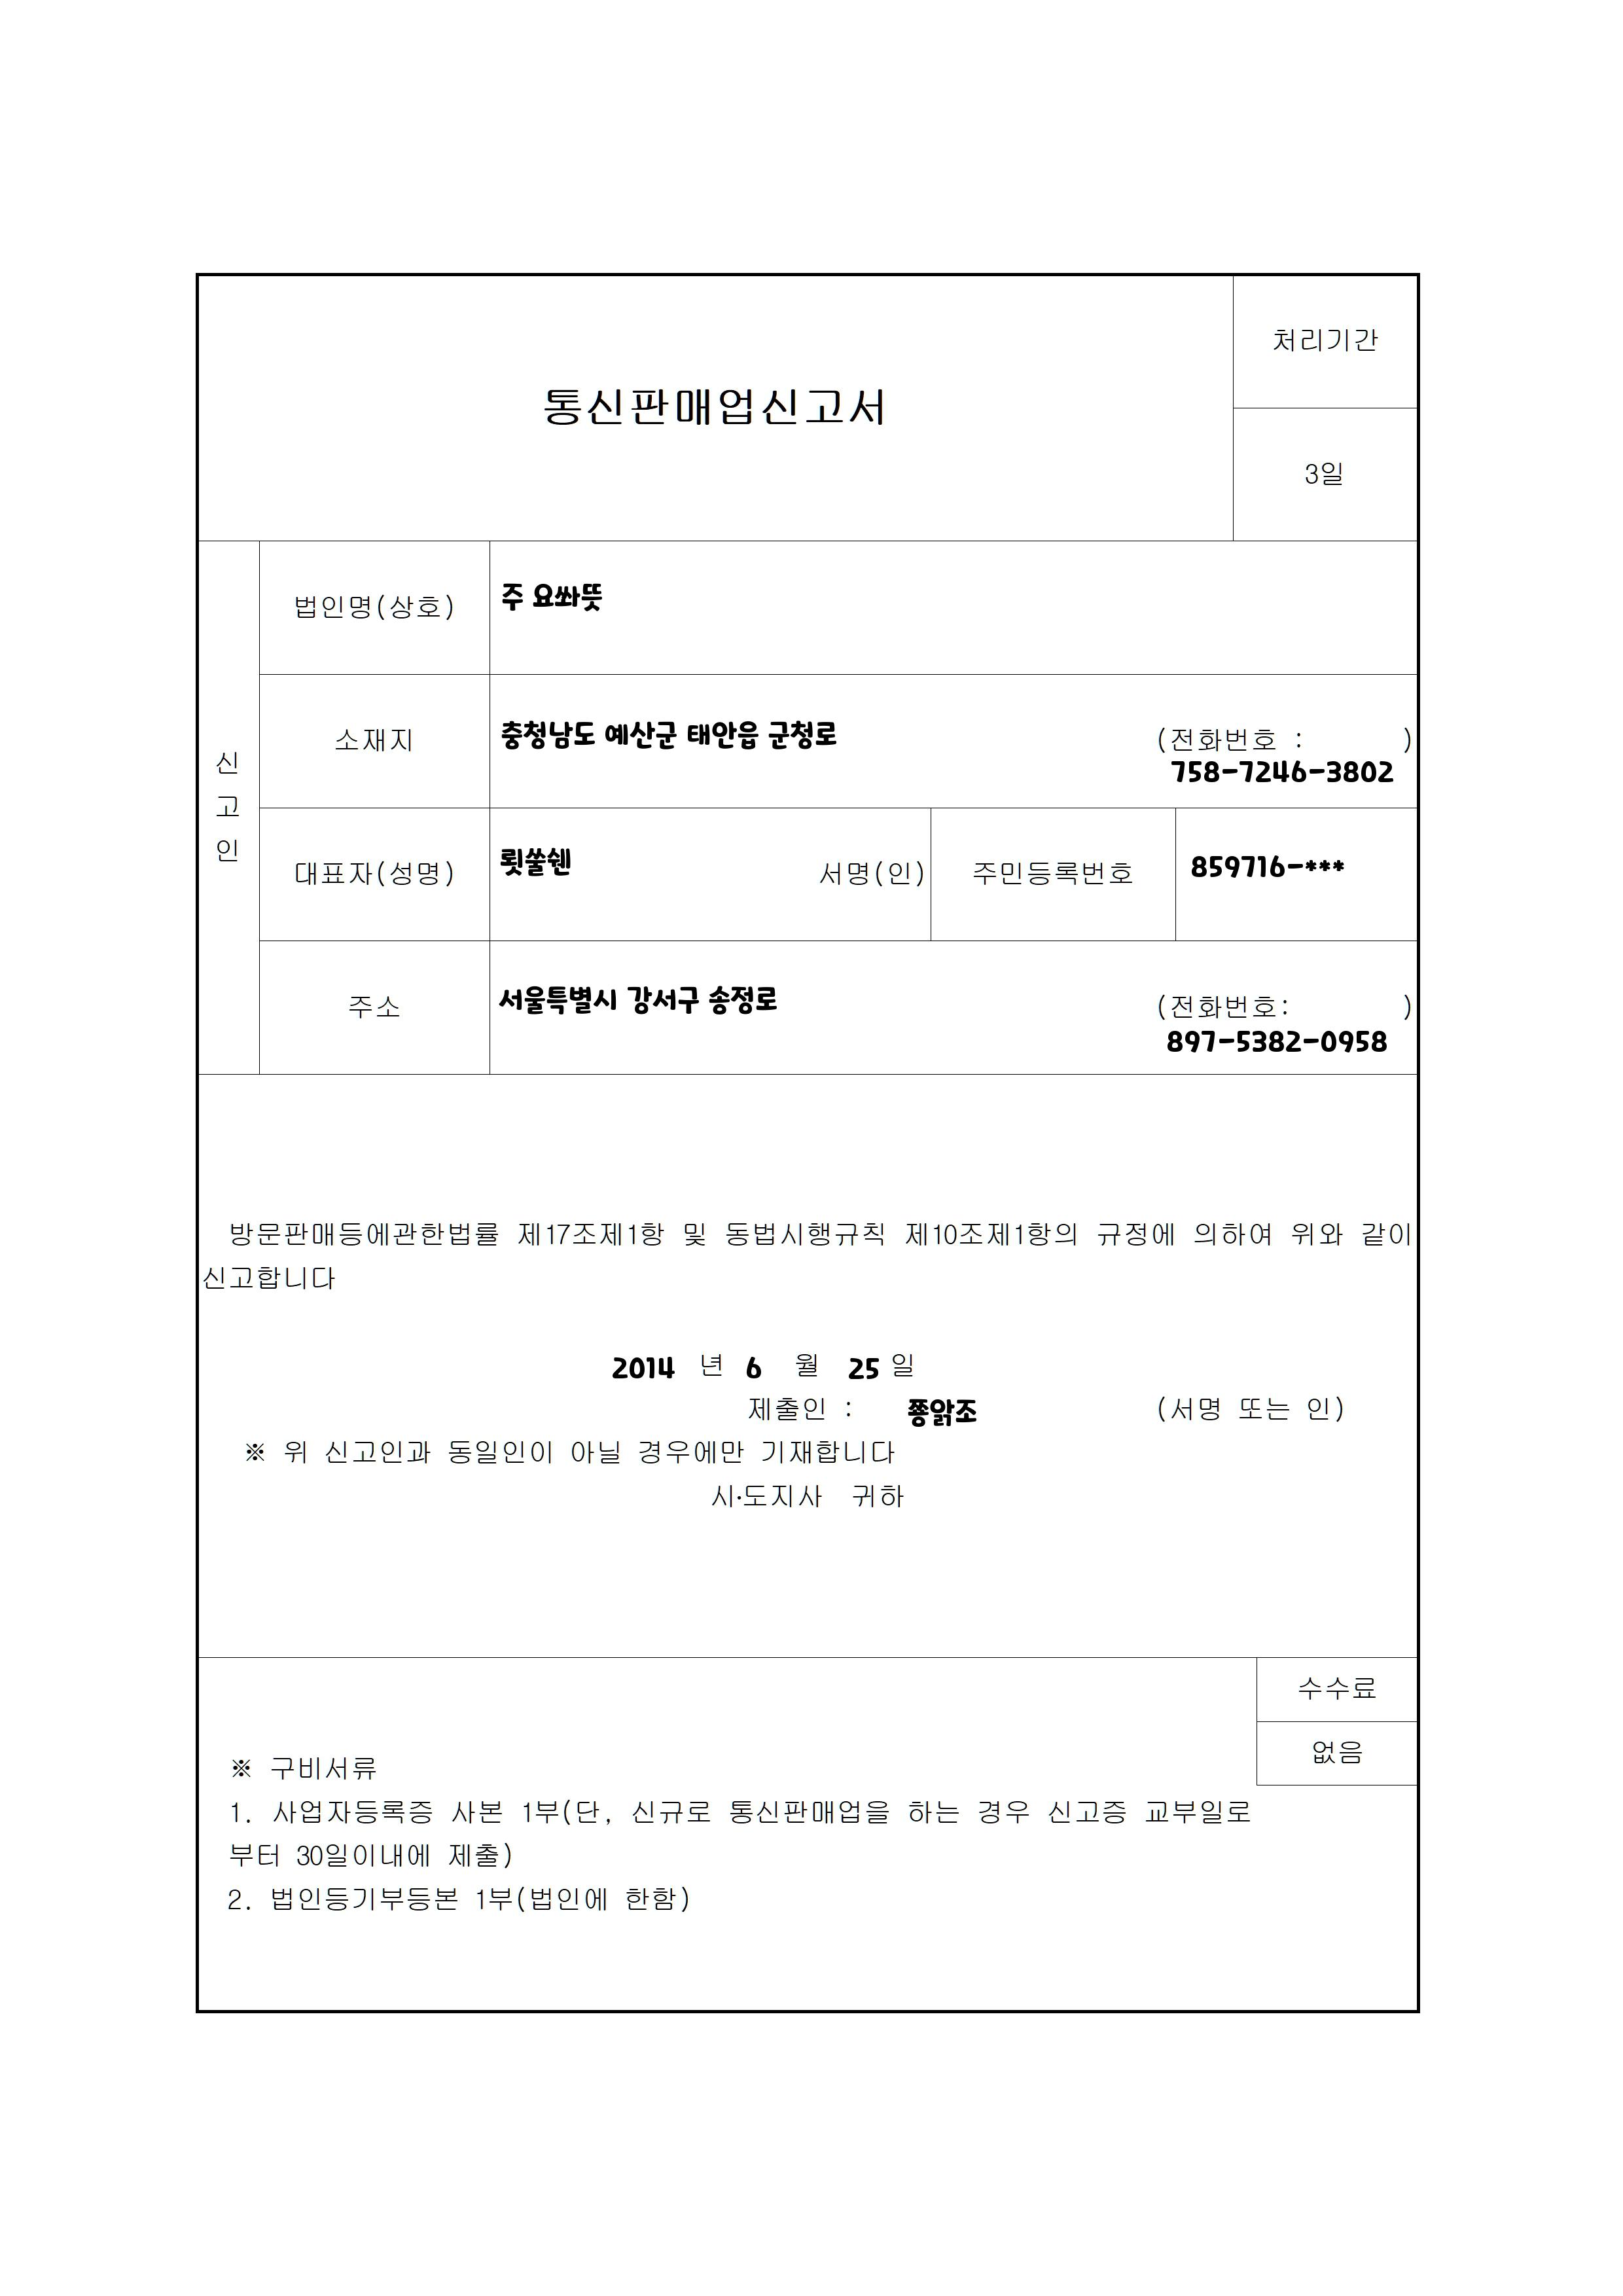 통신판매업신고서
처리기간
3일
신고인
법인명(상호)
주 요쏴뜻
소재지
충청남도 예산군 태안읍 군청로
(전화번호 : )
758-7246-3802
대표자(성명)
룃쑬쉔
서명(인)
주민등록번호
859716-***
주소
서울특별시 강서구 송정로
(전화번호: )
897-5382-0958
방문판매등에관한법률 제17조제1항 및 동법시행규칙 제10조제1항의 규정에 의하여 위와 같이
신고합니다
2014 년 6 월 25 일
제출인 : 쫑앍조 (서명 또는 인)
※ 위 신고인과 동일인이 아닐 경우에만 기재합니다
시·도지사 귀하
수수료
없음
※ 구비서류
1. 사업자등록증 사본 1부(단, 신규로 통신판매업을 하는 경우 신고증 교부일로
부터 30일이내에 제출)
2. 법인등기부등본 1부(법인에 한함)